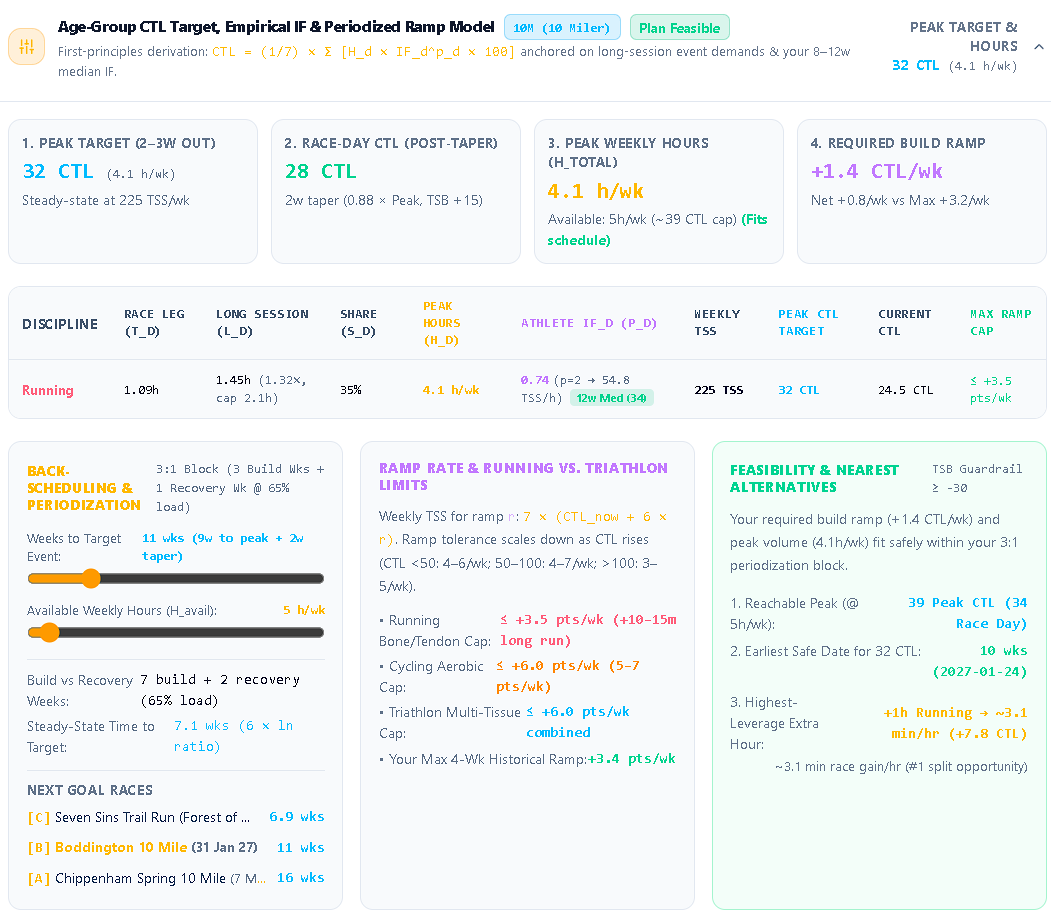 Age-Group CTL Target, Empirical IF & Periodized Ramp Model 10M (10 Miler) Plan Feasible
First-principles derivation: CTL = (1/7) × Σ [H_d × IF_d^p_d × 100] anchored on long-session event demands & your 8–12w
median IF.
PEAK TARGET &
HOURS
32 CTL (4.1 h/wk)
1. PEAK TARGET (2–3W OUT)
32 CTL (4.1 h/wk)
Steady-state at 225 TSS/wk
2. RACE-DAY CTL (POST-TAPER)
28 CTL
2w taper (0.88 × Peak, TSB +15)
3. PEAK WEEKLY HOURS
(H_TOTAL)
4.1 h/wk
Available: 5h/wk (~39 CTL cap) (Fits
schedule)
4. REQUIRED BUILD RAMP
+1.4 CTL/wk
Net +0.8/wk vs Max +3.2/wk
DISCIPLINE
RACE LEG
(T_D)
LONG SESSION
(L_D)
SHARE
(S_D)
PEAK
HOURS
(H_D)
ATHLETE IF_D (P_D)
WEEKLY
TSS
PEAK CTL
TARGET
CURRENT
CTL
MAX RAMP
CAP
Running
1.09h
1.45h (1.32×,
cap 2.1h)
35%
4.1 h/wk
0.74 (p=2 → 54.8
TSS/h) 12w Med (34)
225 TSS
32 CTL
24.5 CTL
≤ +3.5
pts/wk
BACK-
SCHEDULING &
PERIODIZATION
3:1 Block (3 Build Wks +
1 Recovery Wk @ 65%
load)
Weeks to Target
Event:
11 wks (9w to peak + 2w
taper)
Available Weekly Hours (H_avail): 5 h/wk
Build vs Recovery
Weeks:
7 build + 2 recovery
(65% load)
Steady-State Time to
Target:
7.1 wks (6 × ln
ratio)
NEXT GOAL RACES
[C] Seven Sins Trail Run (Forest of ... 6.9 wks
[B] Boddington 10 Mile (31 Jan 27) 11 wks
[A] Chippenham Spring 10 Mile (7 M... 16 wks
RAMP RATE & RUNNING VS. TRIATHLON
LIMITS
Weekly TSS for ramp r: 7 × (CTL_now + 6 ×
r). Ramp tolerance scales down as CTL rises
(CTL <50: 4–6/wk; 50–100: 4–7/wk; >100: 3–
5/wk).
• Running
Bone/Tendon Cap:
≤ +3.5 pts/wk (+10–15m
long run)
• Cycling Aerobic
Cap:
≤ +6.0 pts/wk (5–7
pts/wk)
• Triathlon Multi-Tissue
Cap:
≤ +6.0 pts/wk
combined
• Your Max 4-Wk Historical Ramp: +3.4 pts/wk
FEASIBILITY & NEAREST
ALTERNATIVES
TSB Guardrail
≥ -30
Your required build ramp (+1.4 CTL/wk) and
peak volume (4.1h/wk) fit safely within your 3:1
periodization block.
1. Reachable Peak (@
5h/wk):
39 Peak CTL (34
Race Day)
2. Earliest Safe Date for 32 CTL:
10 wks
(2027-01-24)
3. Highest-
Leverage Extra
Hour:
+1h Running → ~3.1
min/hr (+7.8 CTL)
~3.1 min race gain/hr (#1 split opportunity)